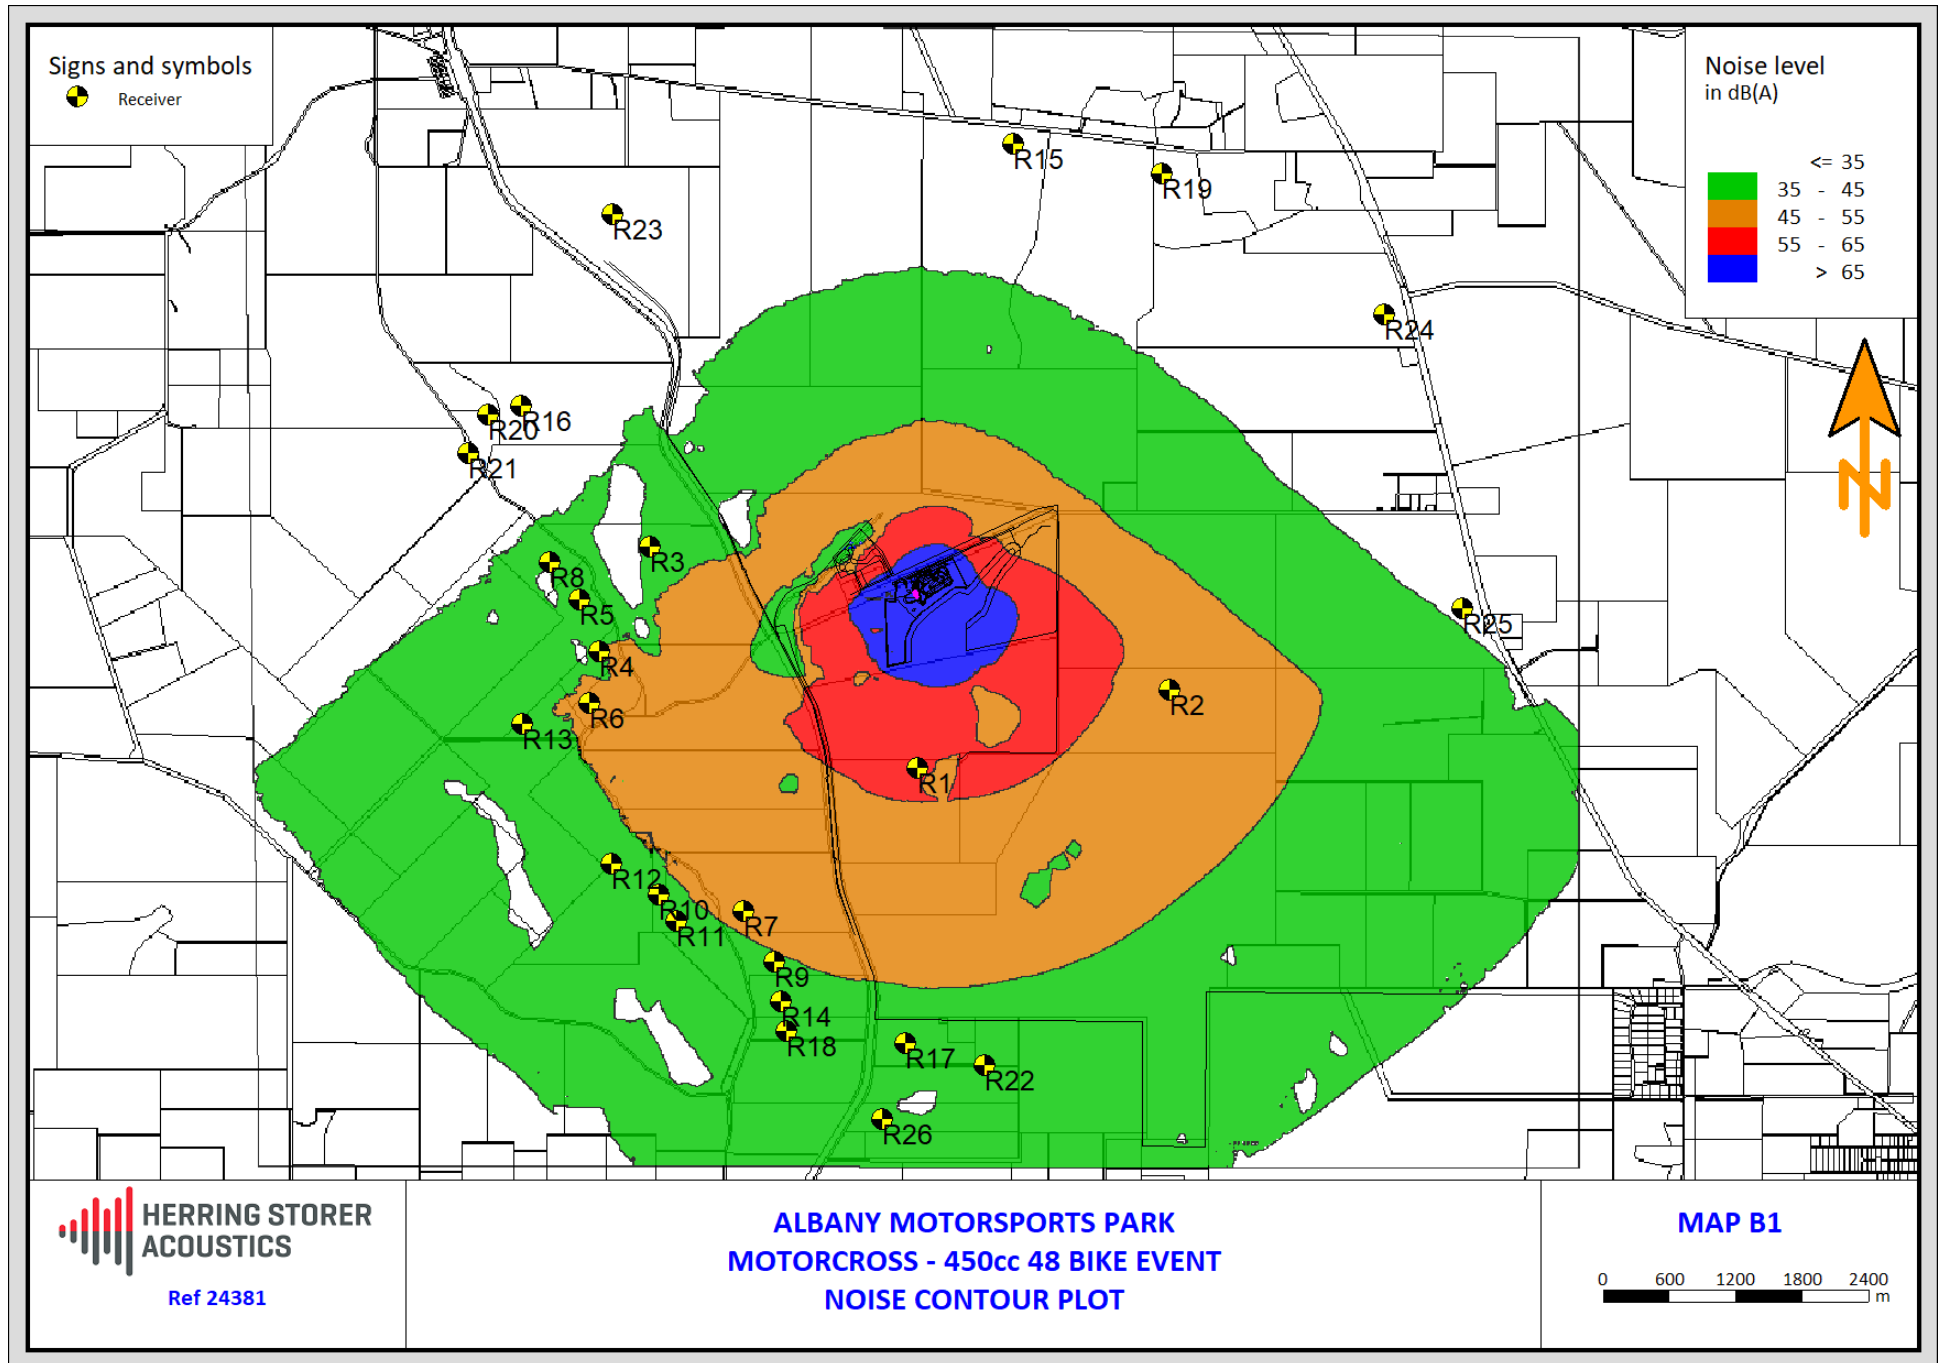 Signs and symbols
Receiver
Noise level
in dB(A)
<= 35
35 - 45
45 - 55
55 - 65
> 65
R15
R19
R23
R24
R16
R20
R21
R3
R8
R5
R25
R4
R2
R6
R13
R1
R12
R10
R7
R11
R9
R14
R18
R17
R22
R26
N
HERRING STORER
ACOUSTICS
Ref 24381
ALBANY MOTORSPORTS PARK
MOTORCROSS - 450cc 48 BIKE EVENT
NOISE CONTOUR PLOT
MAP B1
0 600 1200 1800 2400
m